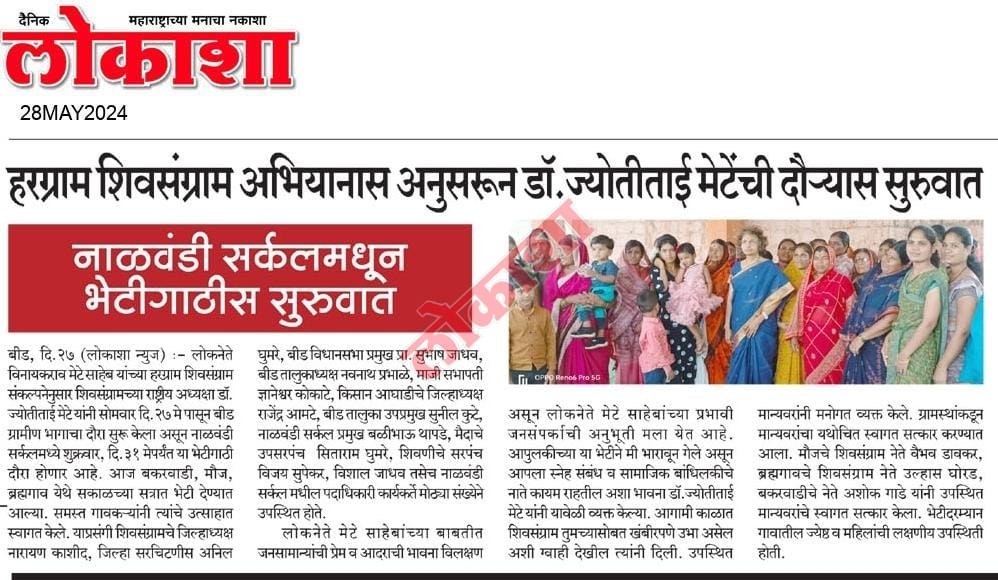 दैनिक
महाराष्ट्राच्या मनाचा नकाशा
लोकाशा
28MAY2024
हरग्राम शिवसंग्राम अभियानास अनुसरून डॉ.ज्योतीताई मेटेंची दौऱ्यास सुरुवात
नाळवंडी सर्कलमधून
भेटीगाठीस सुरुवात
बीड, दि.२७ (लोकाशा न्युज) :- लोकनेते
विनायकराव मेटे साहेब यांच्या हरग्राम शिवसंग्राम
संकल्पनेनुसार शिवसंग्रामच्या राष्ट्रीय अध्यक्षा डॉ.
ज्योतीताई मेटे यांनी सोमवार दि.२७ मे पासून बीड
ग्रामीण भागाचा दौरा सुरू केला असून नाळवंडी
सर्कलमध्ये शुक्रवार, दि.३१ मेपर्यंत या भेटीगाठी
दौरा होणार आहे. आज बकरवाडी, मौज,
ब्रह्मगाव येथे सकाळच्या सत्रात भेटी देण्यात
आल्या. समस्त गावकऱ्यांनी त्यांचे उत्साहात
स्वागत केले. याप्रसंगी शिवसंग्रामचे जिल्हाध्यक्ष
नारायण काशीद, जिल्हा सरचिटणीस अनिल
घुमरे, बीड विधानसभा प्रमुख प्रा. सुभाष जाधव,
बीड तालुकाध्यक्ष नवनाथ प्रभाळे, माजी सभापती
ज्ञानेश्वर कोकाटे, किसान आघाडीचे जिल्हाध्यक्ष
राजेंद्र आमटे, बीड तालुका उपप्रमुख सुनील कुटे,
नाळवंडी सर्कल प्रमुख बळीभाऊ थापडे, मैदाचे
उपसरपंच सिताराम घुमरे, शिवणीचे सरपंच
विजय सुपेकर, विशाल जाधव तसेच नाळवंडी
सर्कल मधील पदाधिकारी कार्यकर्ते मोठ्या संख्येने
उपस्थित होते.
लोकनेते मेटे साहेबांच्या बाबतीत
जनसामान्यांची प्रेम व आदराची भावना विलक्षण
OPPO Reno6 Pro 5G
असून लोकनेते मेटे साहेबांच्या प्रभावी
जनसंपर्काची अनुभूती मला येत आहे.
आपुलकीच्या या भेटीने मी भारावून गेले असून
आपला स्नेह संबंध व सामाजिक बांधिलकीचे
नाते कायम राहतील अशा भावना डॉ.ज्योतीताई
मेटे यांनी यावेळी व्यक्त केल्या. आगामी काळात
शिवसंग्राम तुमच्यासोबत खंबीरपणे उभा असेल
अशी ग्वाही देखील त्यांनी दिली. उपस्थित
मान्यवरांनी मनोगत व्यक्त केले. ग्रामस्थांकडून
मान्यवरांचा यथोचित स्वागत सत्कार करण्यात
आला. मौजचे शिवसंग्राम नेते वैभव डावकर,
ब्रह्मगावचे शिवसंग्राम नेते उल्हास घोरड,
बकरवाडीचे नेते अशोक गाडे यांनी उपस्थित
मान्यवरांचे स्वागत सत्कार केला. भेटीदरम्यान
गावातील ज्येष्ठ व महिलांची लक्षणीय उपस्थिती
होती.
लोकाशा